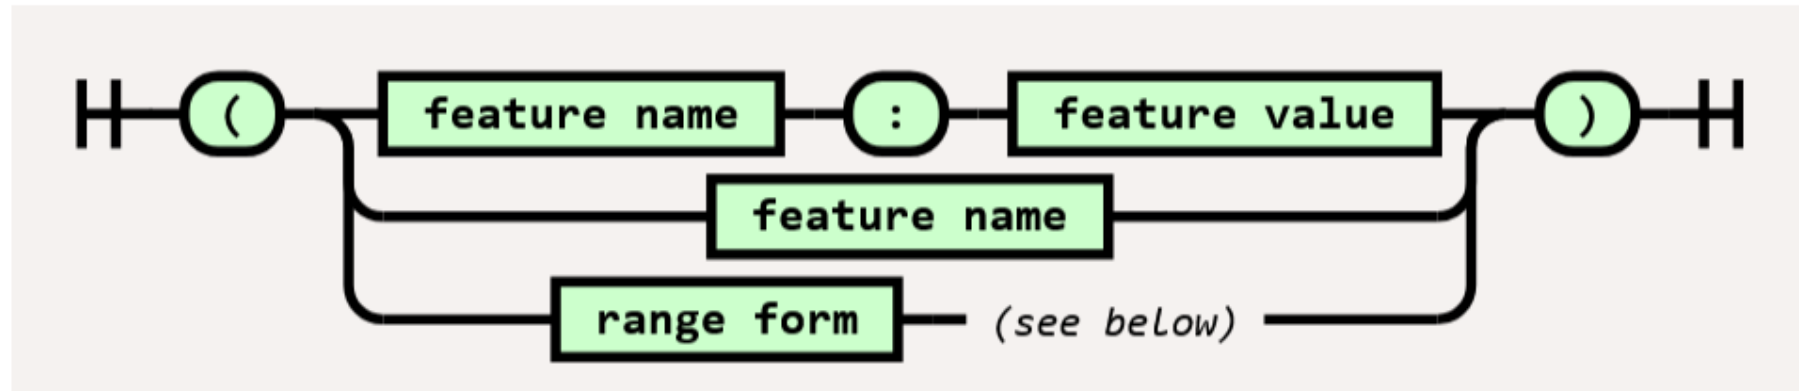 ( feature name : feature value )
feature name
range form (see below)